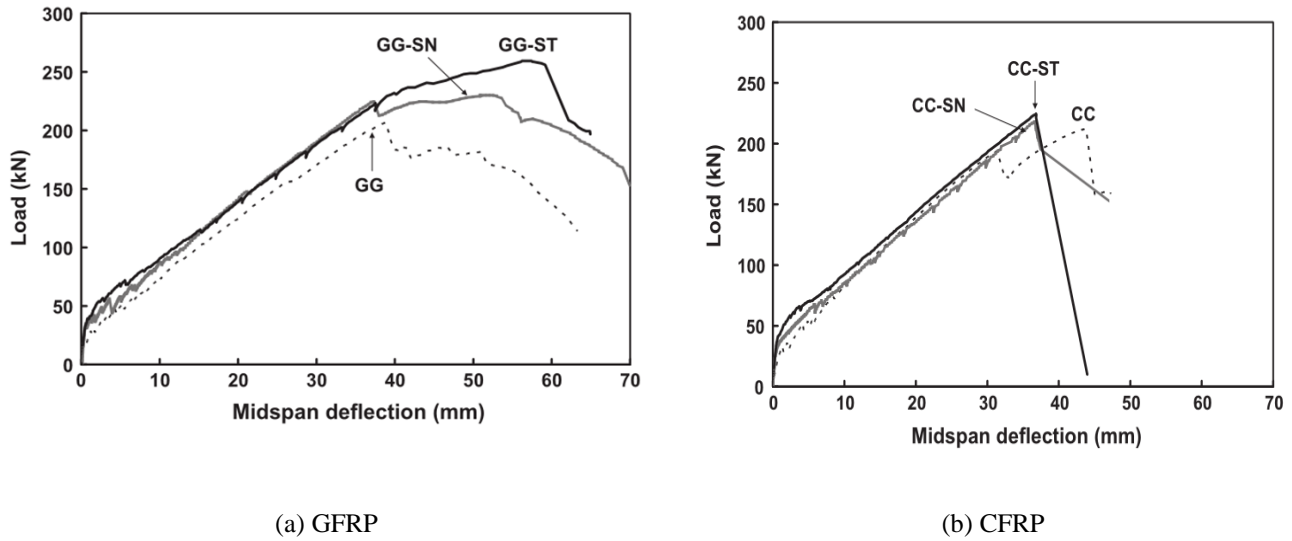 300
250
200
150
100
50
0
Load (kN)
GG-SN
GG-ST
GG
0 10 20 30 40 50 60 70
Midspan deflection (mm)
(a) GFRP
300
250
200
150
100
50
0
Load (kN)
CC-ST
CC-SN
CC
0 10 20 30 40 50 60 70
Midspan deflection (mm)
(b) CFRP